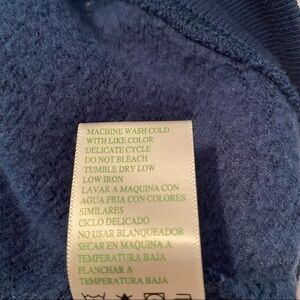 MACHINE WASH COLD
WITH LIKE COLOR
DELICATE CYCLE
DO NOT BLEACH
TUMBLE DRY LOW
LOW IRON
LAVAR A MAQUINA CON
AGUA FRIA CON COLORES
SIMILARES
CICLO DELICADO
NO USAR BLANQUEADOR
SECAR EN MAQUINA A
TEMPERATURA BAJA
PLANCHAR A
TEMPERATURA BAJA